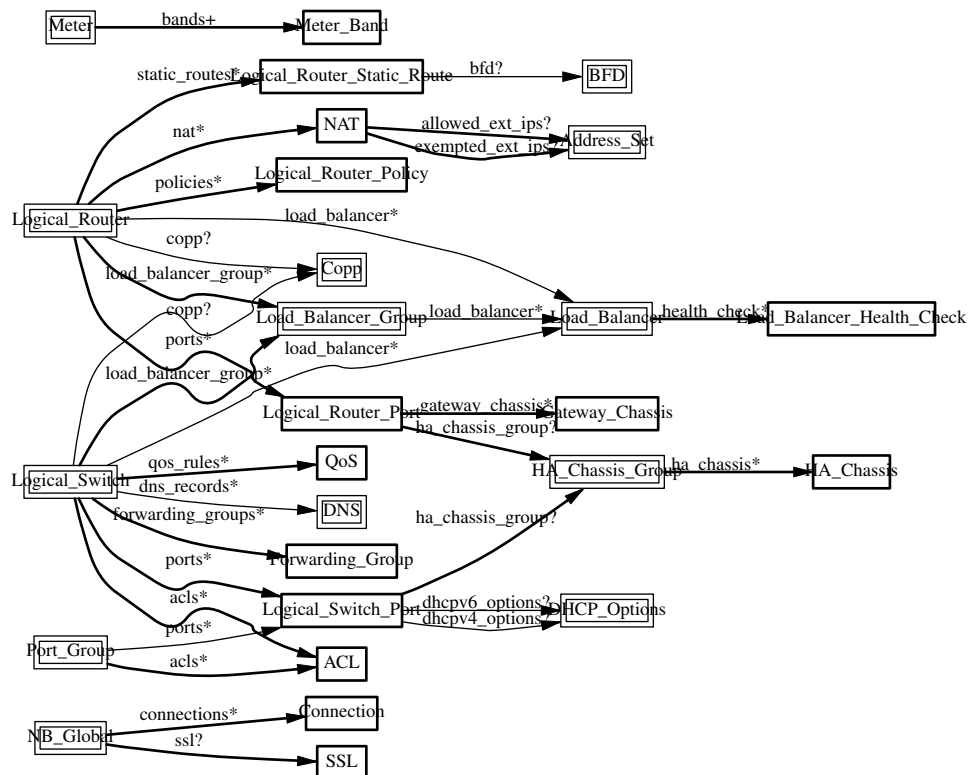 Meter
bands+
Meter_Band
static_routes*
Logical_Router_Static_Route
bfd?
BFD
nat*
NAT
allowed_ext_ips?
exempted_ext_ips?
Address_Set
policies*
Logical_Router_Policy
Logical_Router
load_balancer*
copp?
Copp
load_balancer_group*
copp?
Load_Balancer_Group
load_balancer*
Load_Balancer
health_check*
Load_Balancer_Health_Check
ports*
load_balancer*
load_balancer_group*
Logical_Router_Port
gateway_chassis*
Gateway_Chassis
ha_chassis_group?
Logical_Switch
qos_rules*
QoS
HA_Chassis_Group
ha_chassis*
HA_Chassis
dns_records*
DNS
forwarding_groups*
ha_chassis_group?
Forwarding_Group
ports*
acls*
Logical_Switch_Port
dhcpv6_options?
dhcpv4_options?
DHCP_Options
ports*
Port_Group
acls*
ACL
connections*
Connection
NB_Global
ssl?
SSL